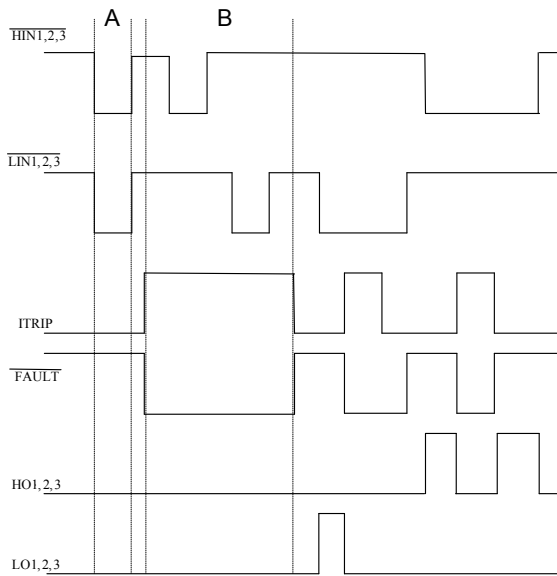 A B
HIN1,2,3
LIN1,2,3
ITRIP
FAULT
HO1,2,3
LO1,2,3